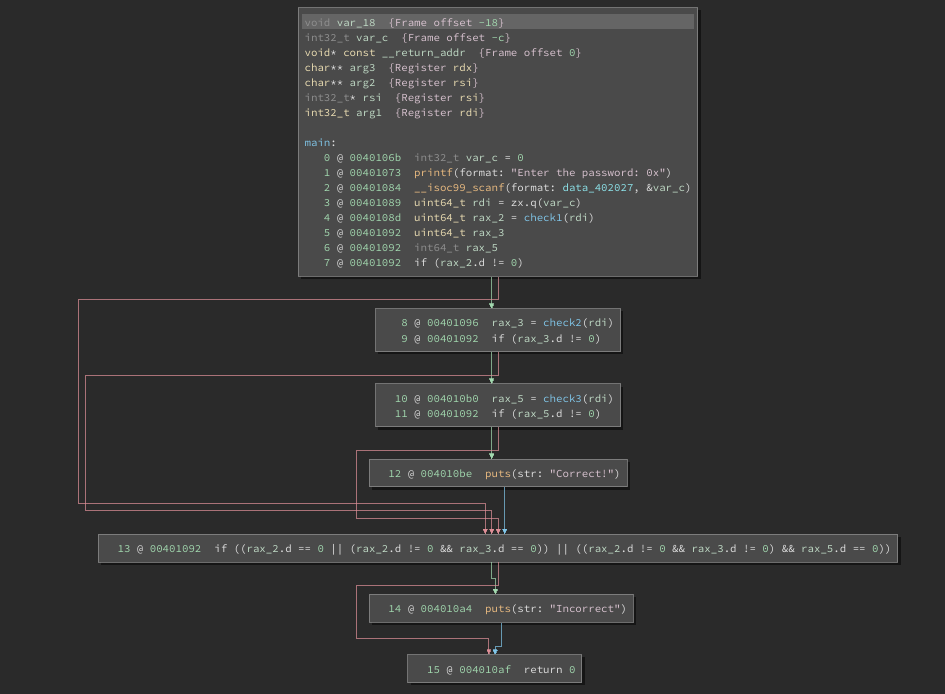 void var_18  {Frame offset -18}
int32_t var_c  {Frame offset -c}
void* const __return_addr  {Frame offset 0}
char** arg3  {Register rdx}
char** arg2  {Register rsi}
int32_t* rsi  {Register rsi}
int32_t arg1  {Register rdi}
main:
0 @ 0040106b  int32_t var_c = 0
1 @ 00401073  printf(format: "Enter the password: 0x")
2 @ 00401084  __isoc99_scanf(format: data_402027, &var_c)
3 @ 00401089  uint64_t rdi = zx.q(var_c)
4 @ 0040108d  uint64_t rax_2 = check1(rdi)
5 @ 00401092  uint64_t rax_3
6 @ 00401092  int64_t rax_5
7 @ 00401092  if (rax_2.d != 0)
8 @ 00401096  rax_3 = check2(rdi)
9 @ 00401092  if (rax_3.d != 0)
10 @ 004010b0  rax_5 = check3(rdi)
11 @ 00401092  if (rax_5.d != 0)
12 @ 004010be  puts(str: "Correct!")
13 @ 00401092  if ((rax_2.d == 0 || (rax_2.d != 0 && rax_3.d == 0)) || ((rax_2.d != 0 && rax_3.d != 0) && rax_5.d == 0))
14 @ 004010a4  puts(str: "Incorrect")
15 @ 004010af  return 0